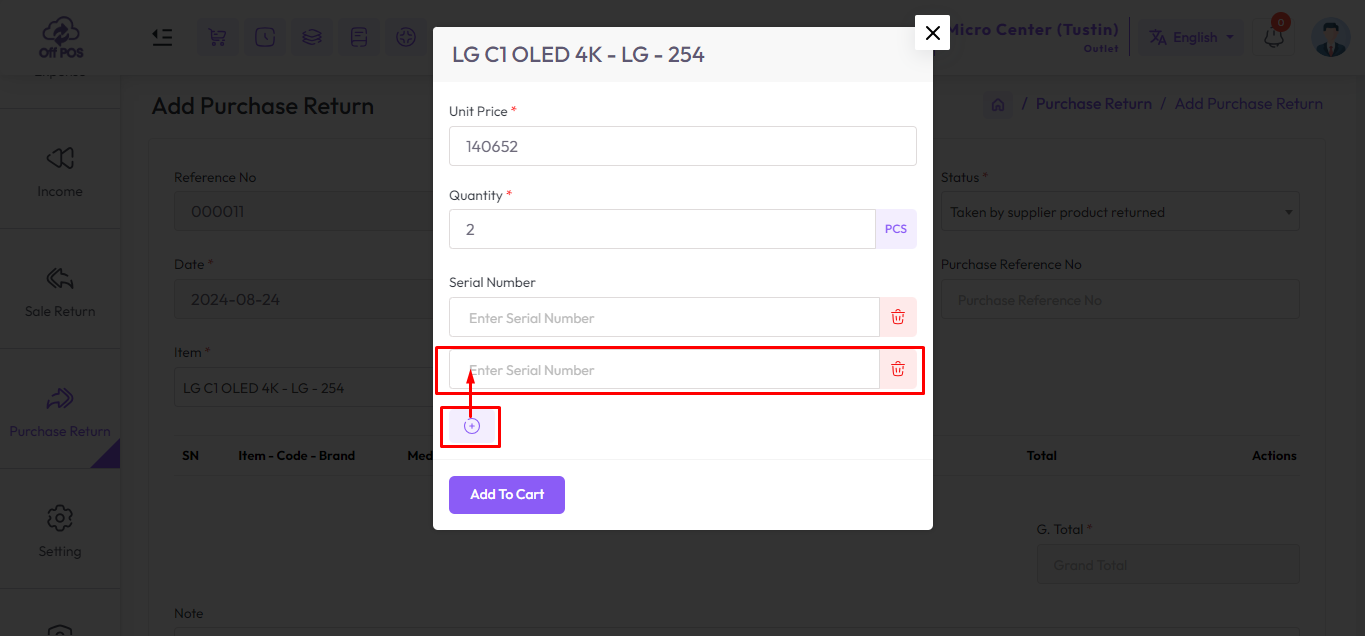 Off POS
Micro Center (Tustin)
Outlet
English
0
Expense
Income
Sale Return
Purchase Return
Setting
Add Purchase Return
/ Purchase Return / Add Purchase Return
Reference No
000011
Date *
2024-08-24
Item *
LG C1 OLED 4K - LG - 254
Status *
Taken by supplier product returned
Purchase Reference No
Purchase Reference No
SN
Item - Code - Brand
Total
Actions
G. Total *
Grand Total
Note
LG C1 OLED 4K - LG - 254
Unit Price *
140652
Quantity *
2
PCS
Serial Number
Enter Serial Number
Enter Serial Number
Add To Cart